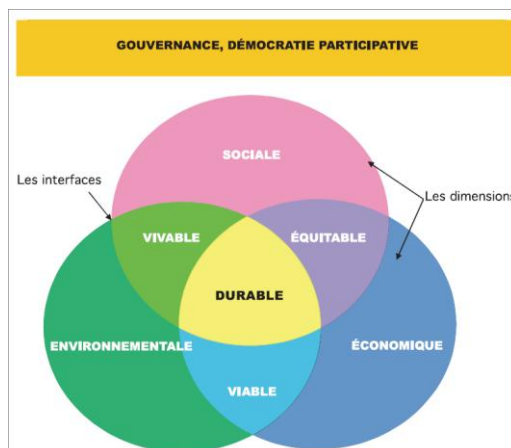 GOUVERNANCE, DÉMOCRATIE PARTICIPATIVE
SOCIALE
Les interfaces
Les dimensions
VIVABLE
ÉQUITABLE
DURABLE
ENVIRONNEMENTALE
ÉCONOMIQUE
VIABLE